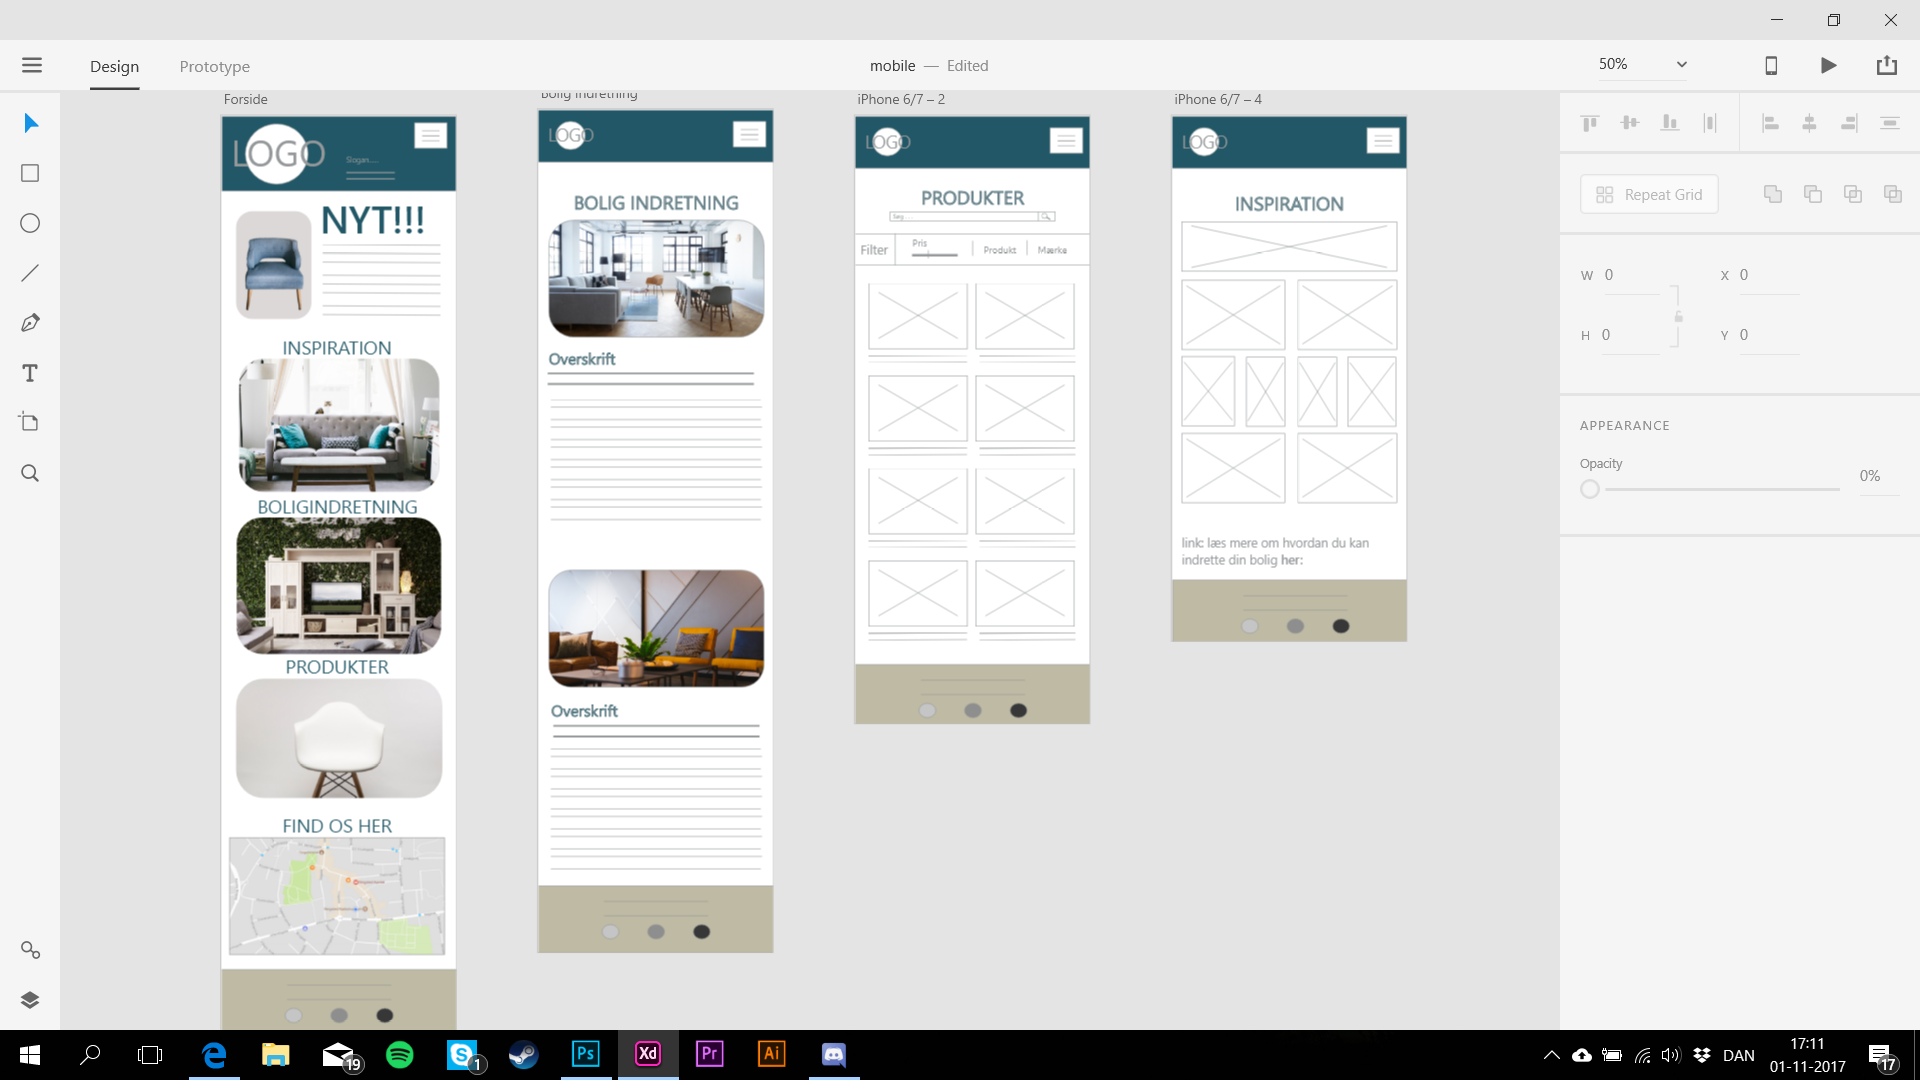 Design
Prototype
mobile — Edited
50%
Forside
Bolig indretning
iPhone 6/7 – 2
iPhone 6/7 – 4
LOGO
Slogan.....
NYT!!!
INSPIRATION
BOLIGINDRETNING
PRODUKTER
FIND OS HER
LOGO
BOLIG INDRETNING
Overskrift
Overskrift
LOGO
PRODUKTER
Søg.....
Filter
Pris
Produkt
Mærke
LOGO
INSPIRATION
link: læs mere om hvordan du kan
indrette din bolig her:
Repeat Grid
W 0
X 0
H 0
Y 0
APPEARANCE
Opacity
0%
19
1
Ps
Xd
Pr
Ai
DAN
17:11
01-11-2017
17